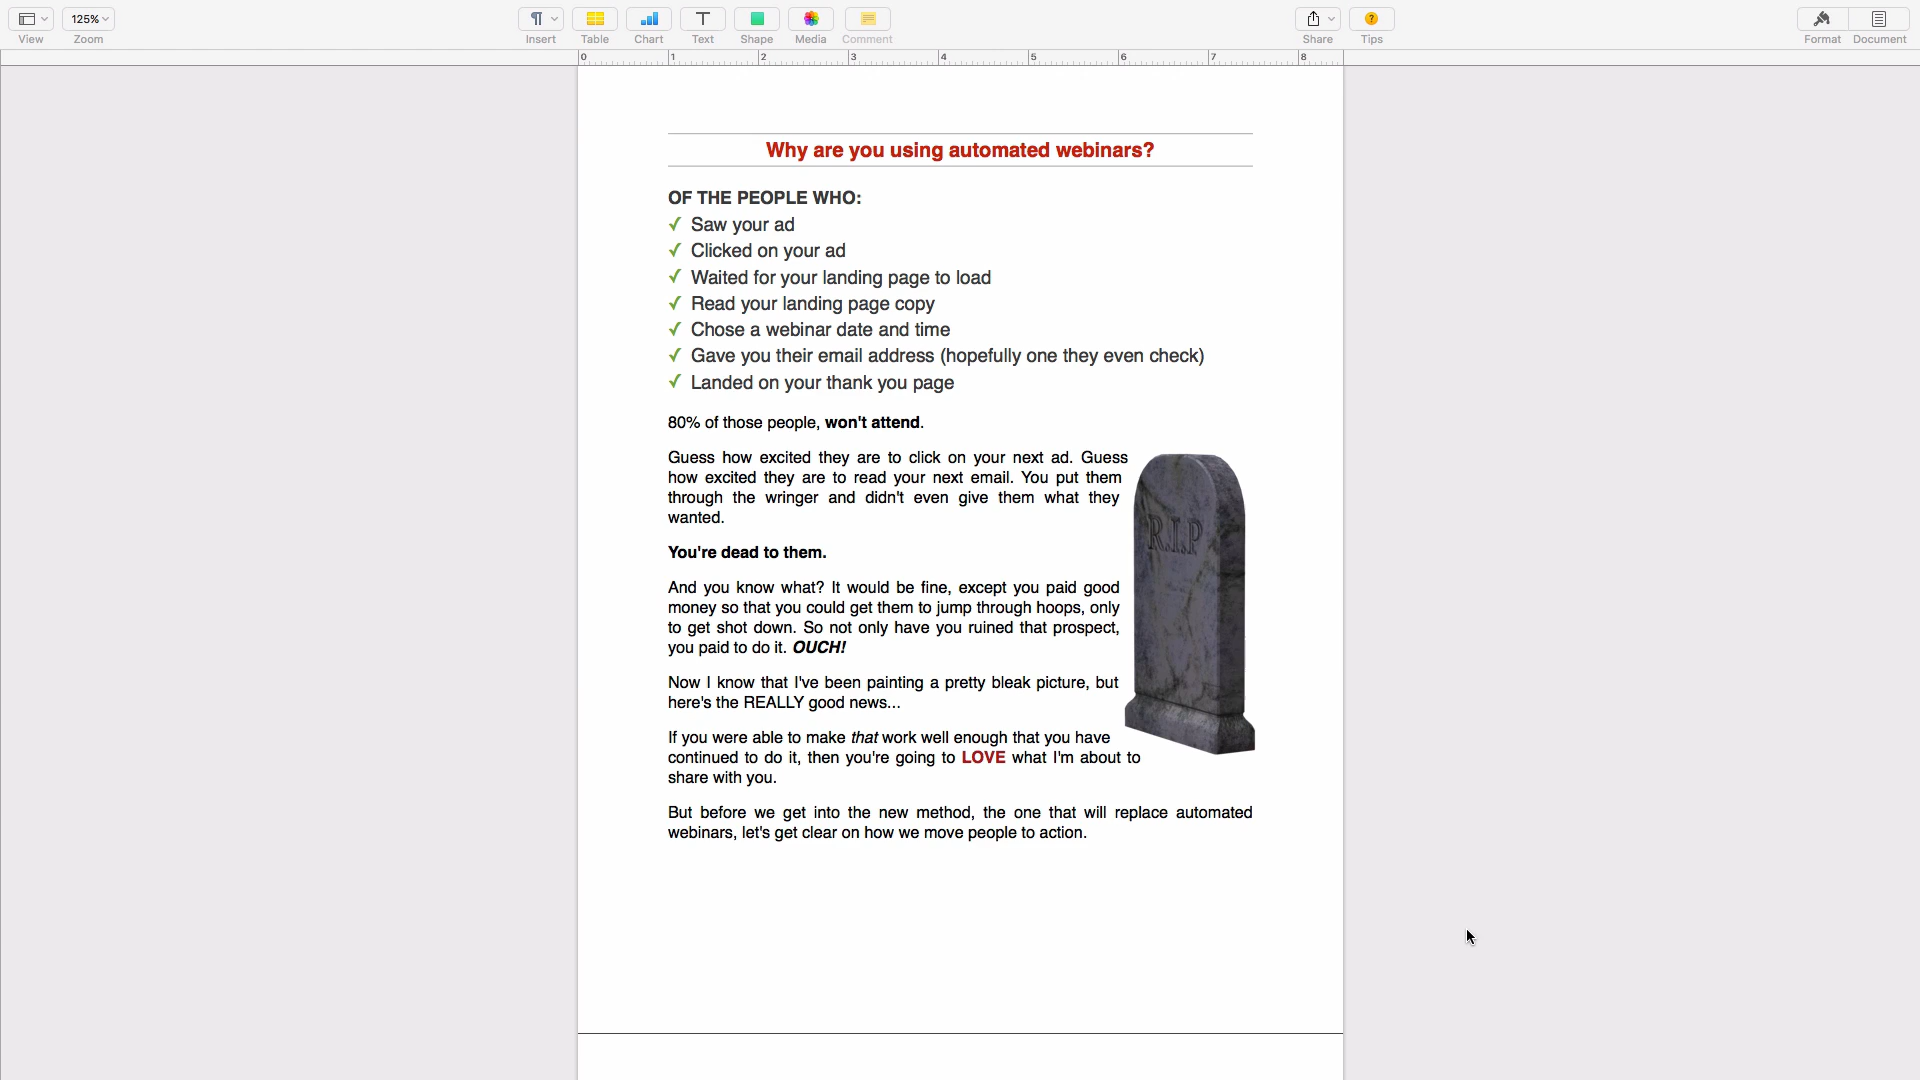 125%
View
Zoom
Insert
Table
Chart
Text
Shape
Media
Comment
Share
Tips
Format
Document
0 1 2 3 4 5 6 7 8
Why are you using automated webinars?
OF THE PEOPLE WHO:
✓ Saw your ad
✓ Clicked on your ad
✓ Waited for your landing page to load
✓ Read your landing page copy
✓ Chose a webinar date and time
✓ Gave you their email address (hopefully one they even check)
✓ Landed on your thank you page
80% of those people, won't attend.
Guess how excited they are to click on your next ad. Guess
how excited they are to read your next email. You put them
through the wringer and didn't even give them what they
wanted.
R.I.P
You're dead to them.
And you know what? It would be fine, except you paid good
money so that you could get them to jump through hoops, only
to get shot down. So not only have you ruined that prospect,
you paid to do it. OUCH!
Now I know that I've been painting a pretty bleak picture, but
here's the REALLY good news...
If you were able to make that work well enough that you have
continued to do it, then you're going to LOVE what I'm about to
share with you.
But before we get into the new method, the one that will replace automated
webinars, let's get clear on how we move people to action.